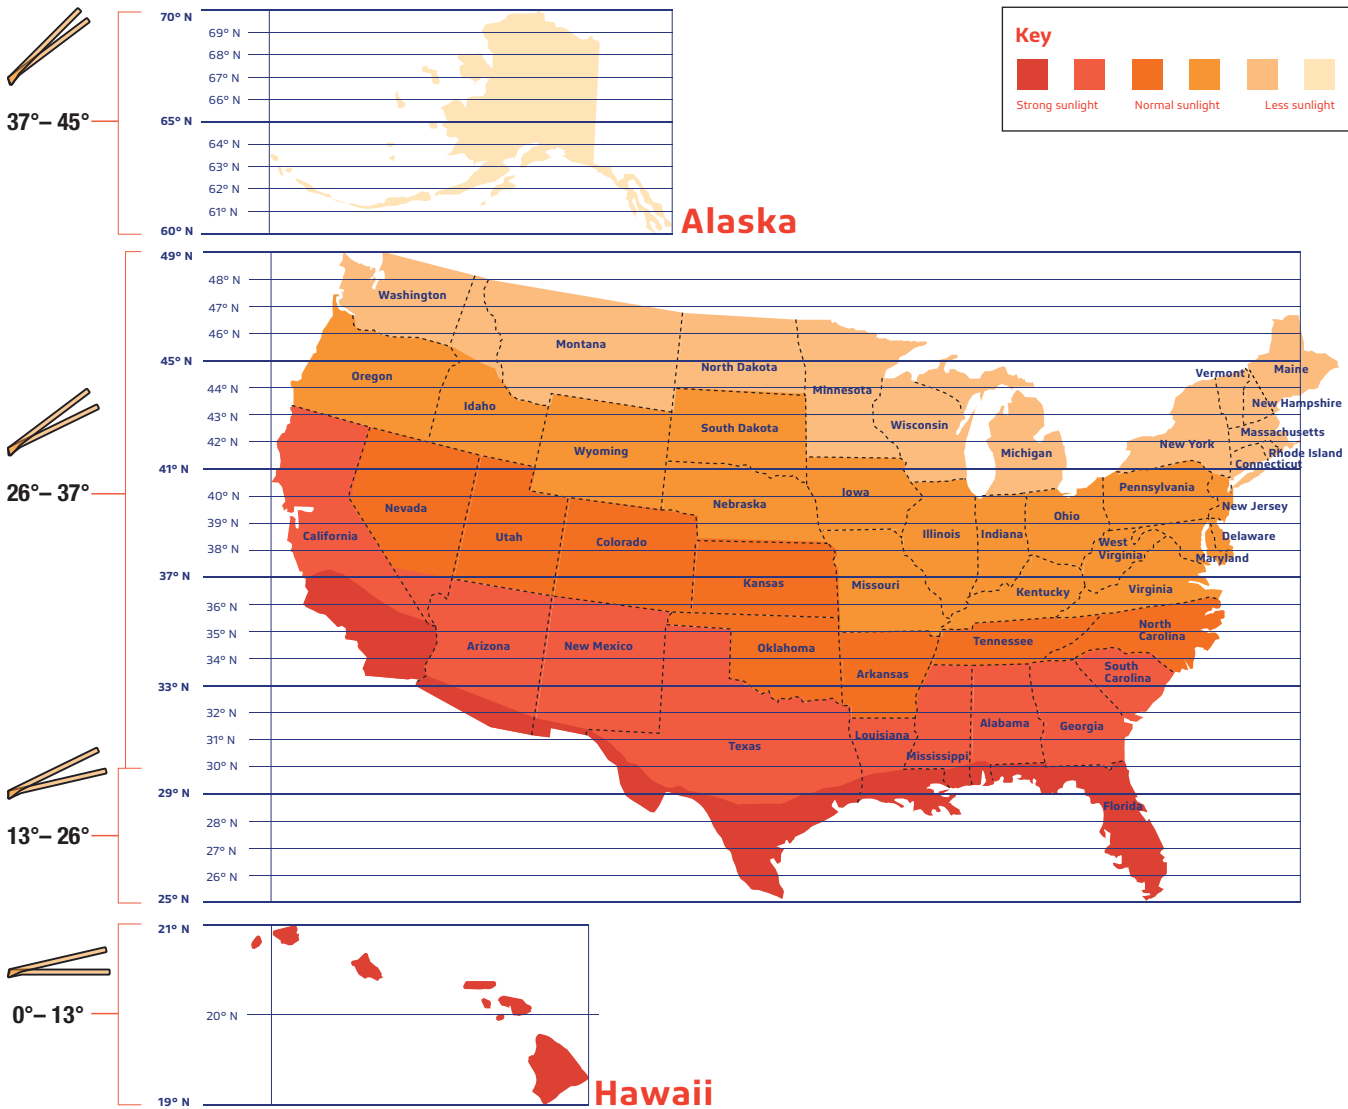 70° N
69° N
68° N
67° N
66° N
65° N
64° N
63° N
62° N
61° N
60° N
37°– 45°
Alaska
Key
Strong sunlight
Normal sunlight
Less sunlight
49° N
48° N
47° N
46° N
45° N
44° N
43° N
42° N
41° N
40° N
39° N
38° N
37° N
36° N
35° N
34° N
33° N
32° N
31° N
30° N
29° N
28° N
27° N
26° N
25° N
26°– 37°
13°– 26°
Washington
Montana
North Dakota
Minnesota
Oregon
Idaho
South Dakota
Wisconsin
Michigan
Vermont
Maine
New Hampshire
Massachusetts
New York
Rhode Island
Connecticut
Wyoming
Nebraska
Iowa
Pennsylvania
New Jersey
Nevada
Utah
Colorado
Illinois
Indiana
Ohio
West
Virginia
Delaware
Maryland
California
Kansas
Missouri
Kentucky
Virginia
Arizona
New Mexico
Oklahoma
Arkansas
Tennessee
North
Carolina
South
Carolina
Texas
Louisiana
Mississippi
Alabama
Georgia
Florida
21° N
20° N
19° N
0°– 13°
Hawaii